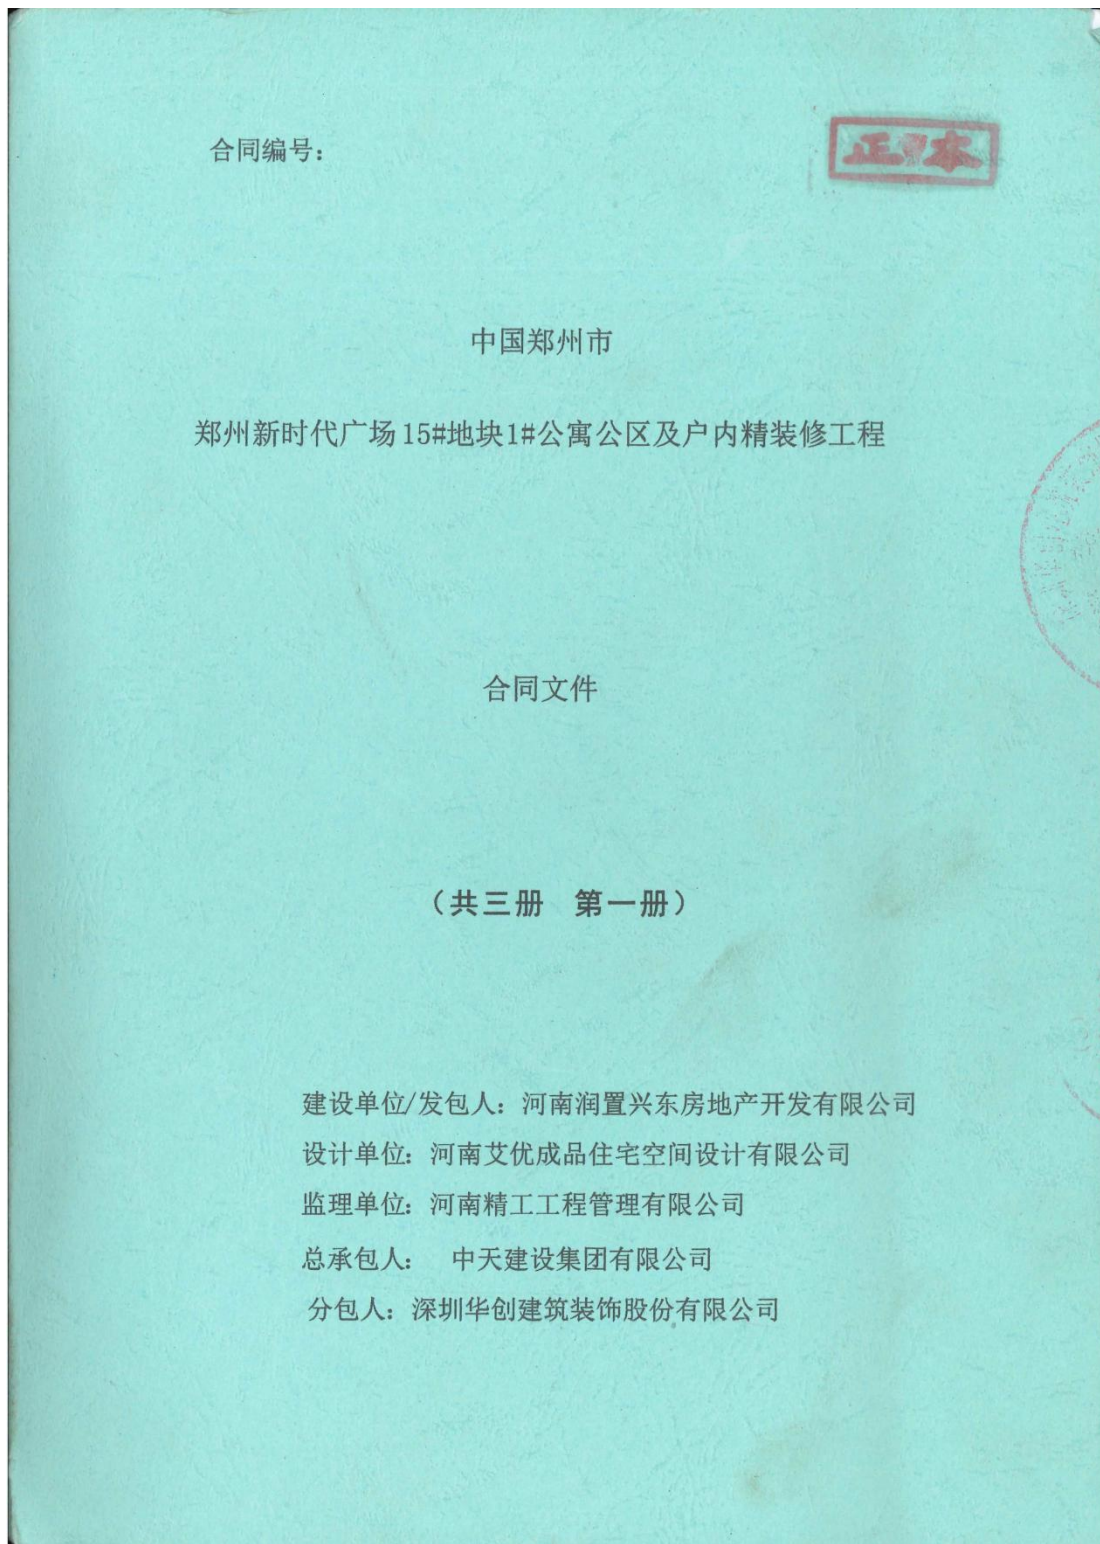 合同编号：
正本
中国郑州市
郑州新时代广场15#地块1#公寓公区及户内精装修工程
合同文件
（共三册　第一册）
建设单位/发包人：河南润置兴东房地产开发有限公司
设计单位：河南艾优成品住宅空间设计有限公司
监理单位：河南精工工程管理有限公司
总承包人：　中天建设集团有限公司
分包人：深圳华创建筑装饰股份有限公司